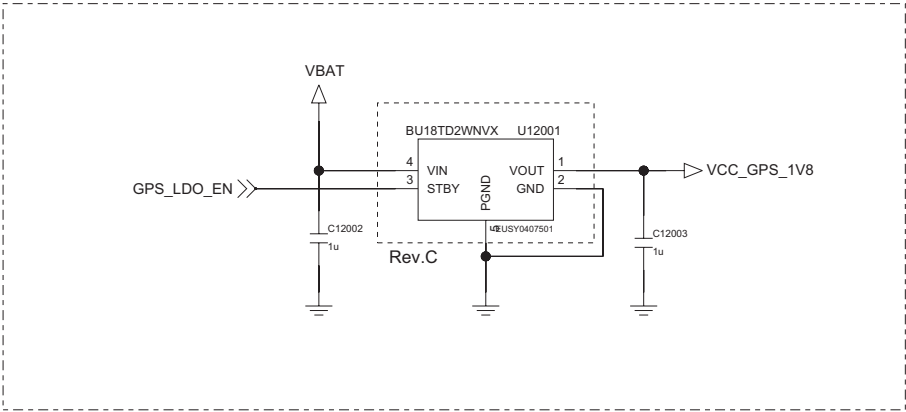 VBAT
BU18TD2WNVX U12001
4 VIN VOUT 1 VCC_GPS_1V8
GPS_LDO_EN 3 STBY GND 2
PGND
5
EUSY0407501
C12002
1u
C12003
1u
Rev.C